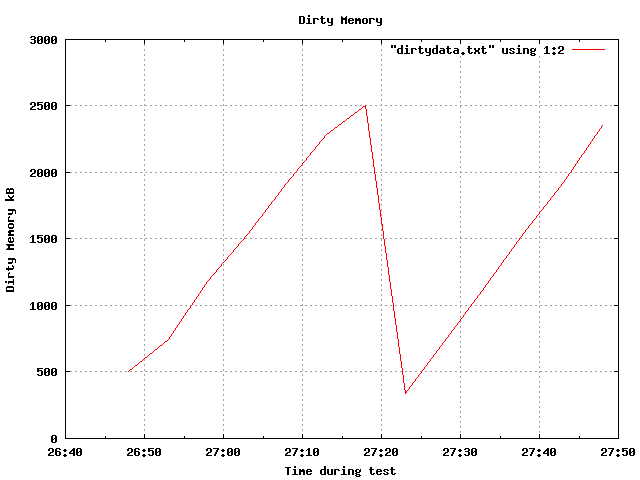 Dirty Memory
"dirtydata.txt" using 1:2
3000
2500
2000
1500
1000
500
0
Dirty Memory kB
26:40 26:50 27:00 27:10 27:20 27:30 27:40 27:50
Time during test